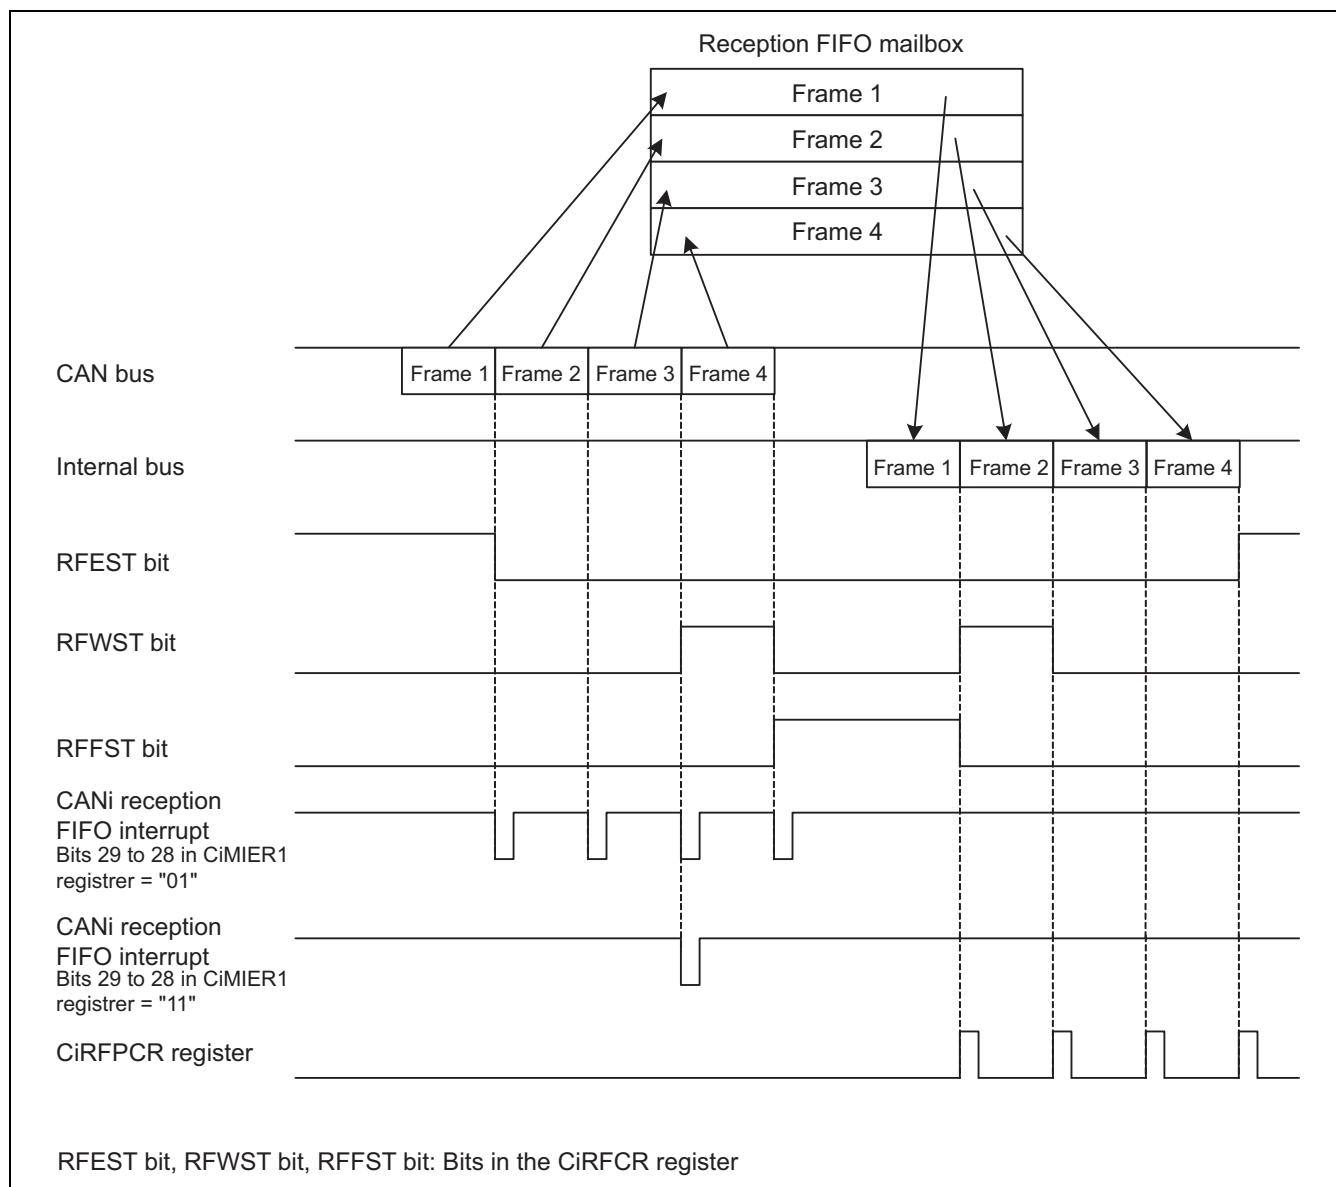 Reception FIFO mailbox
Frame 1
Frame 2
Frame 3
Frame 4
CAN bus
Frame 1 Frame 2 Frame 3 Frame 4
Internal bus
Frame 1 Frame 2 Frame 3 Frame 4
RFEST bit
RFWST bit
RFFST bit
CANi reception
FIFO interrupt
Bits 29 to 28 in CiMIER1
registrer = "01"
CANi reception
FIFO interrupt
Bits 29 to 28 in CiMIER1
registrer = "11"
CiRFPCR register
RFEST bit, RFWST bit, RFFST bit: Bits in the CiRFCR register